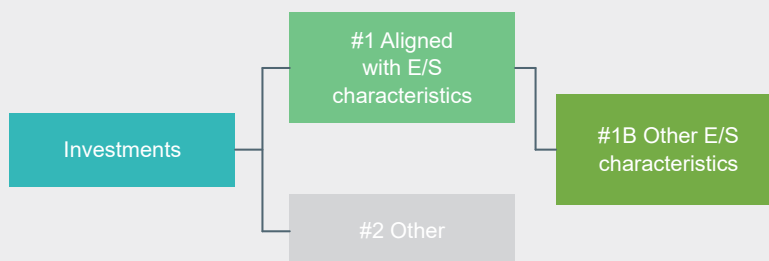 #1 Aligned
with E/S
characteristics
Investments
#1B Other E/S
characteristics
#2 Other